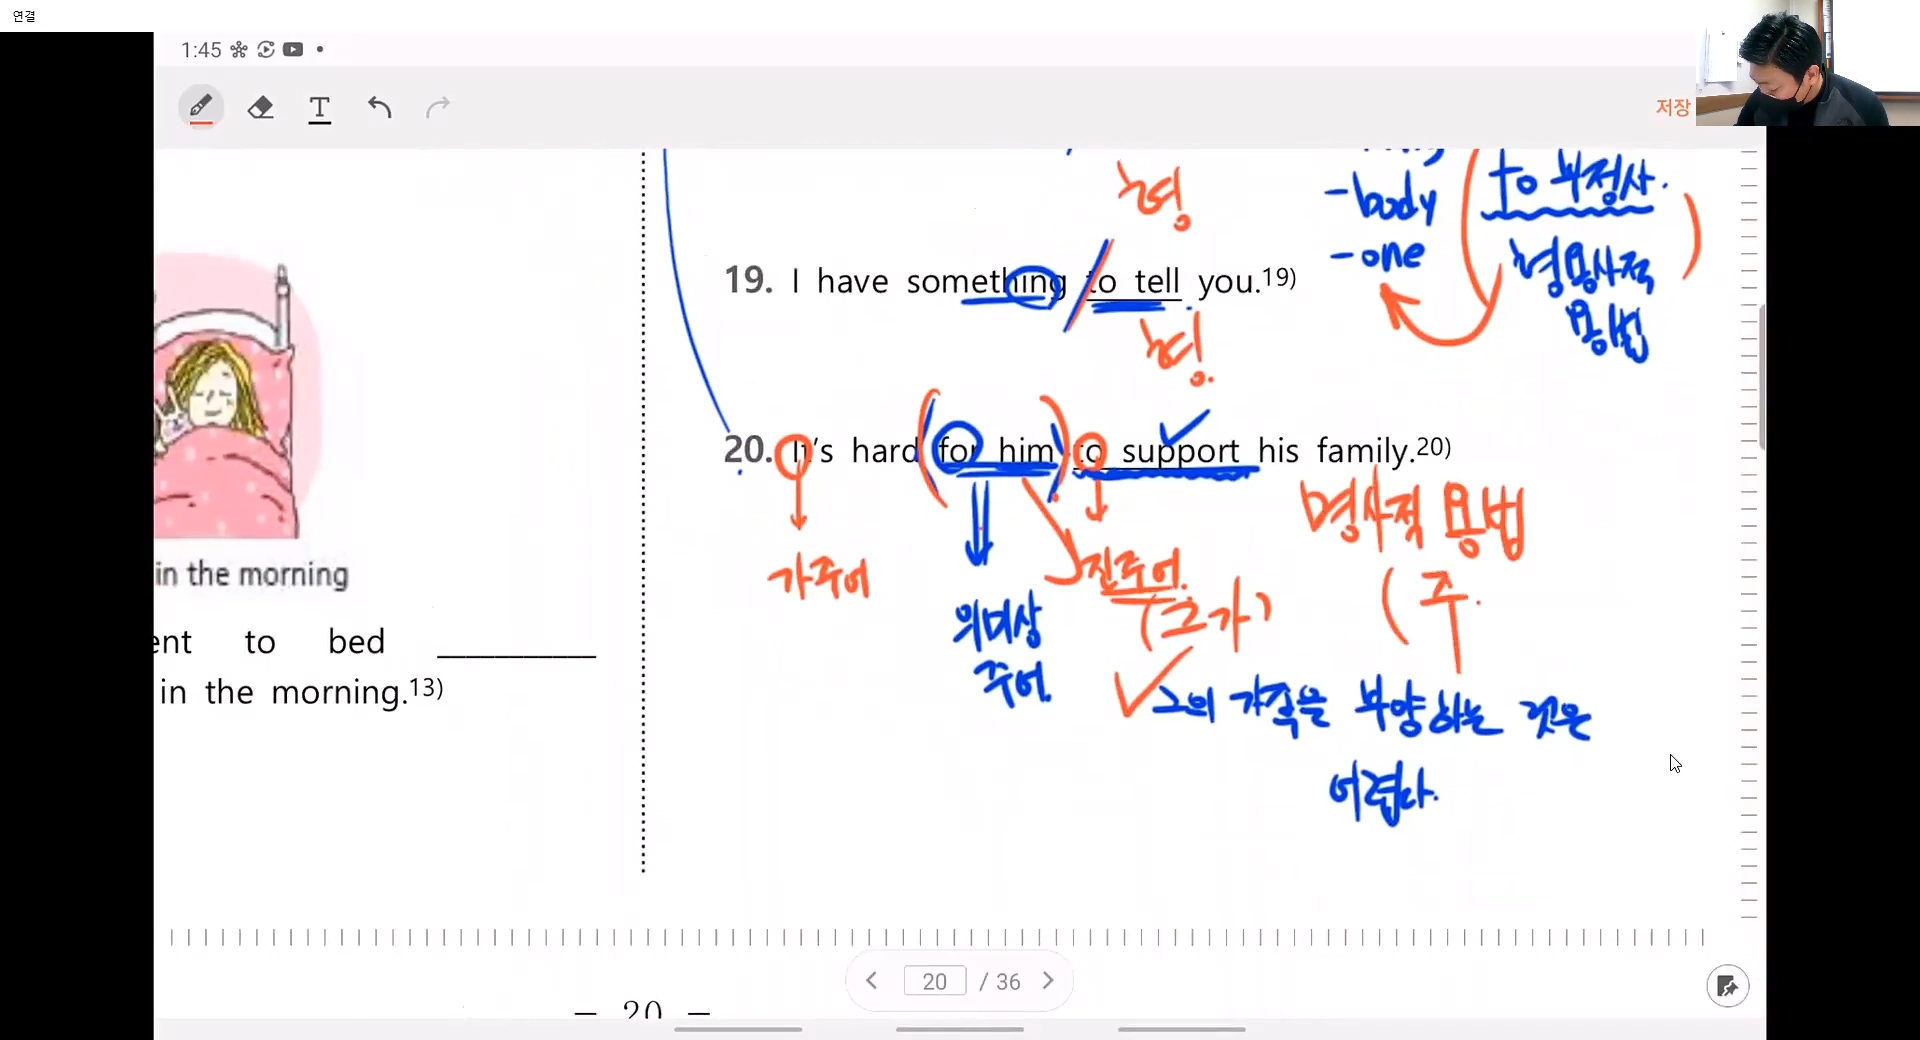 연결
1:45
T
저장
형
-body
-one
to 부정사.
형용사적
용법
19. I have something to tell you.19)
형.
20. It's hard for him to support his family.20)
가주어
의미상
주어.
진주어.
(그가)
명사적 용법
(주
그의 가족을 부양하는 것은
어렵다.
in the morning
ent to bed __________
in the morning.13)
20 / 36
- 20 -